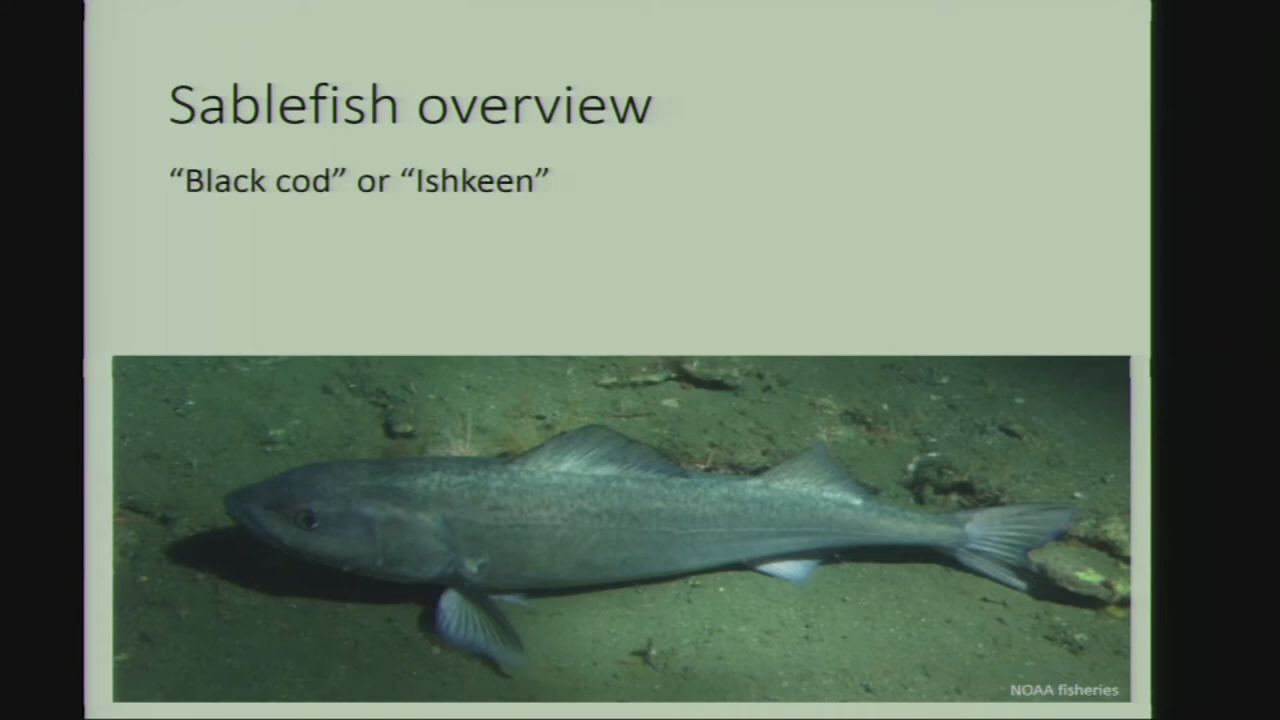 Sablefish overview
“Black cod” or “Ishkeen”
NOAA fisheries